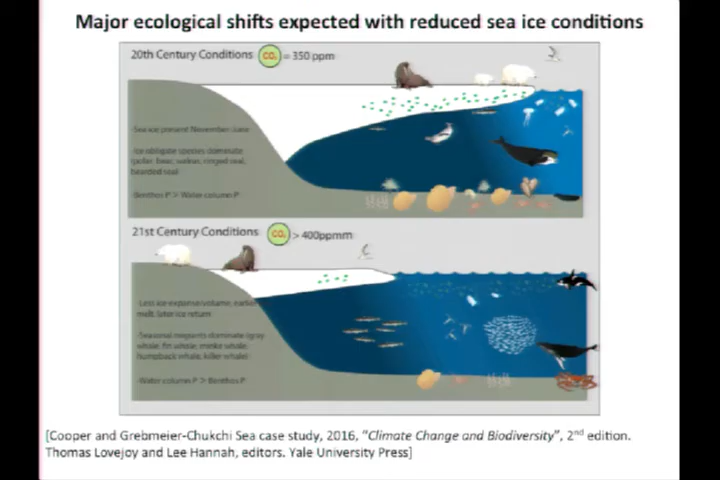 Major ecological shifts expected with reduced sea ice conditions
20th Century Conditions CO₂ = 350 ppm
-Sea ice present November-June
-Ice obligate species dominate
(polar, bear, walrus, ringed seal,
bearded seal
-Benthos P > Water column P
21st Century Conditions CO₂ > 400ppmm
-Less ice expanse/volume, earlier
melt, later ice return
-Seasonal migrants dominate (gray
whale, fin whale, minke whale,
humpback whale, killer whale)
-Water column P > Benthos P
[Cooper and Grebmeier-Chukchi Sea case study, 2016, "Climate Change and Biodiversity", 2nd edition.
Thomas Lovejoy and Lee Hannah, editors. Yale University Press]